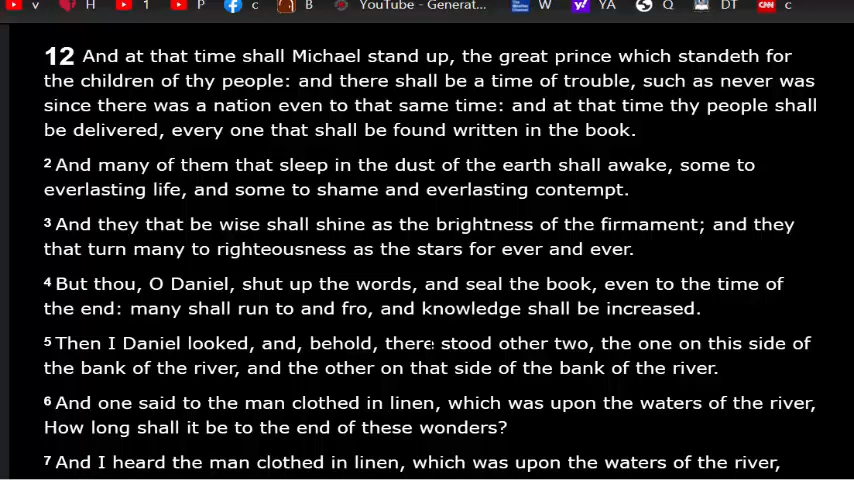 v H 1 P c B YouTube - Generat... W YA Q DT c
12 And at that time shall Michael stand up, the great prince which standeth for
the children of thy people: and there shall be a time of trouble, such as never was
since there was a nation even to that same time: and at that time thy people shall
be delivered, every one that shall be found written in the book.
2 And many of them that sleep in the dust of the earth shall awake, some to
everlasting life, and some to shame and everlasting contempt.
3 And they that be wise shall shine as the brightness of the firmament; and they
that turn many to righteousness as the stars for ever and ever.
4 But thou, O Daniel, shut up the words, and seal the book, even to the time of
the end: many shall run to and fro, and knowledge shall be increased.
5 Then I Daniel looked, and, behold, there stood other two, the one on this side of
the bank of the river, and the other on that side of the bank of the river.
6 And one said to the man clothed in linen, which was upon the waters of the river,
How long shall it be to the end of these wonders?
7 And I heard the man clothed in linen, which was upon the waters of the river,